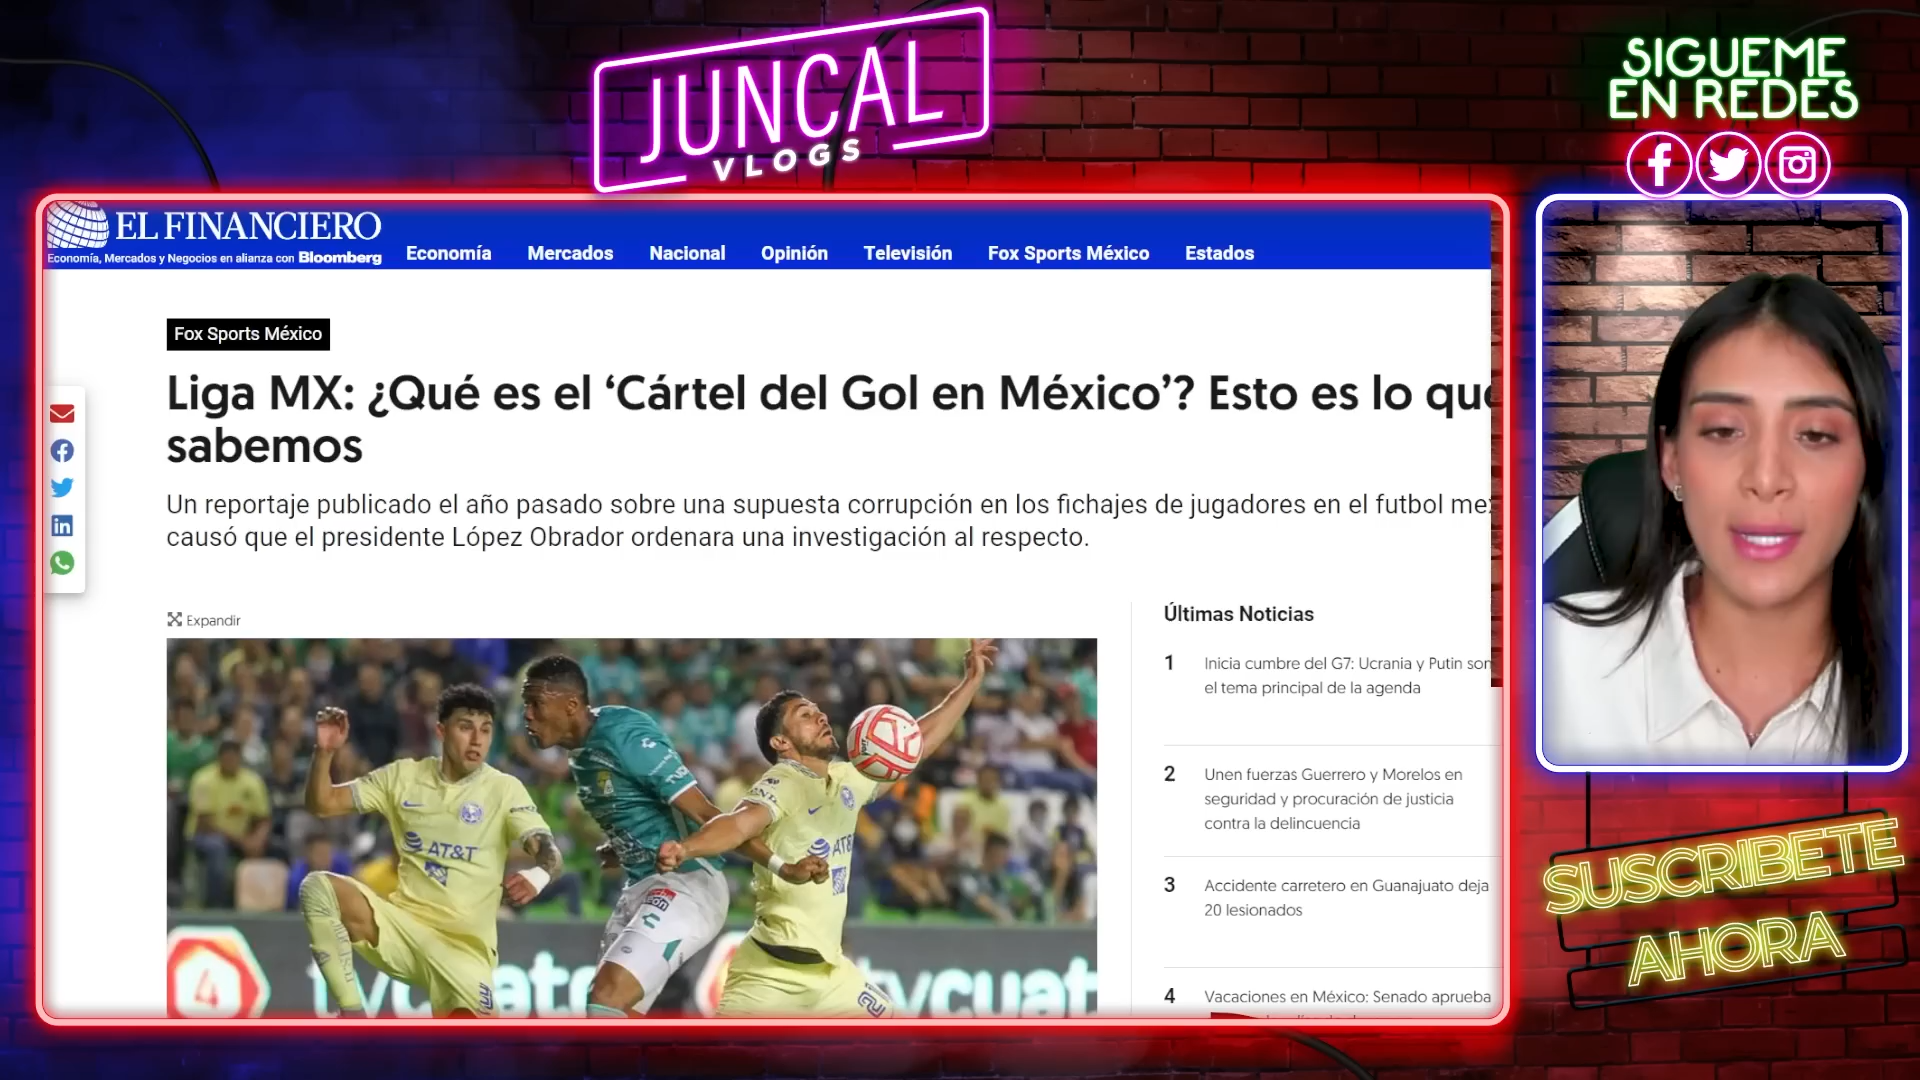 JUNCAL
VLOGS
SIGUEME
EN REDES
EL FINANCIERO
Economía, Mercados y Negocios en alianza con Bloomberg
Economía Mercados Nacional Opinión Televisión Fox Sports México Estados
Fox Sports México
Liga MX: ¿Qué es el ‘Cártel del Gol en México’? Esto es lo que
sabemos
Un reportaje publicado el año pasado sobre una supuesta corrupción en los fichajes de jugadores en el futbol
causó que el presidente López Obrador ordenara una investigación al respecto.
Expandir
AT&T
AT&T
León
4
Últimas Noticias
1 Inicia cumbre del G7: Ucrania y Putin son
el tema principal de la agenda
2 Unen fuerzas Guerrero y Morelos en
seguridad y procuración de justicia
contra la delincuencia
3 Accidente carretero en Guanajuato deja
20 lesionados
4 Vacaciones en México: Senado aprueba
SUSCRIBETE
AHORA